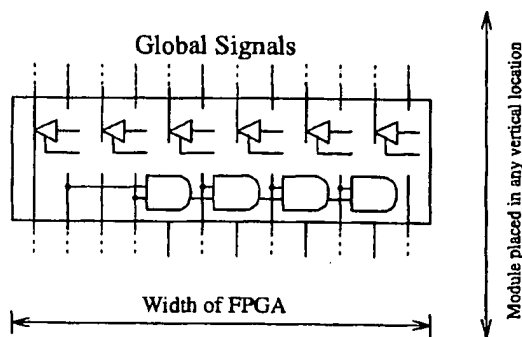 Global Signals
Module placed in any vertical location
Width of FPGA